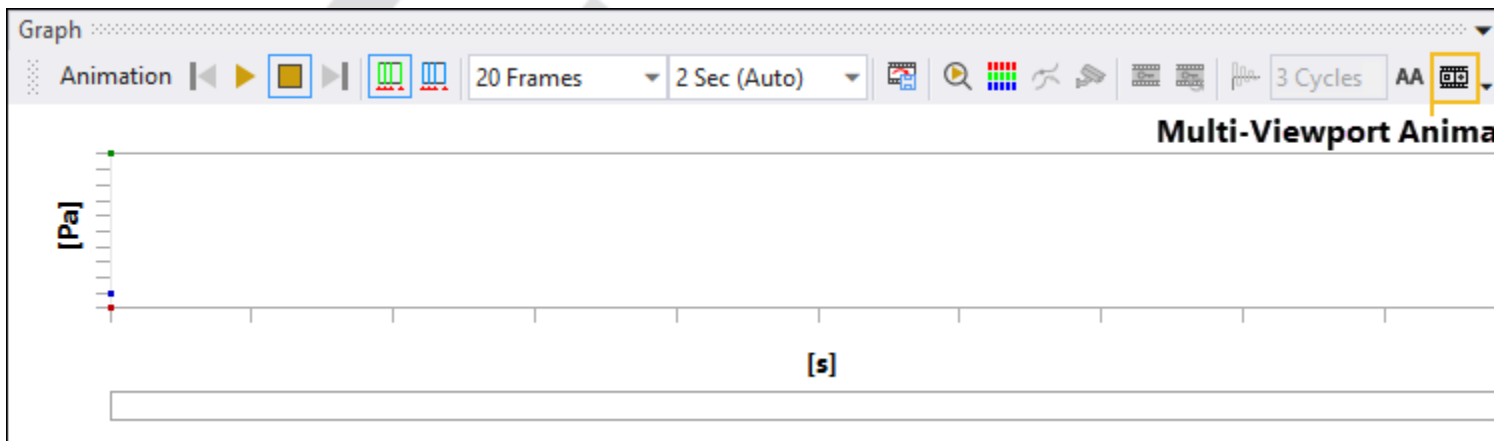 Graph
Animation 20 Frames 2 Sec (Auto) 3 Cycles AA
Multi-Viewport Anima
[Pa]
[s]